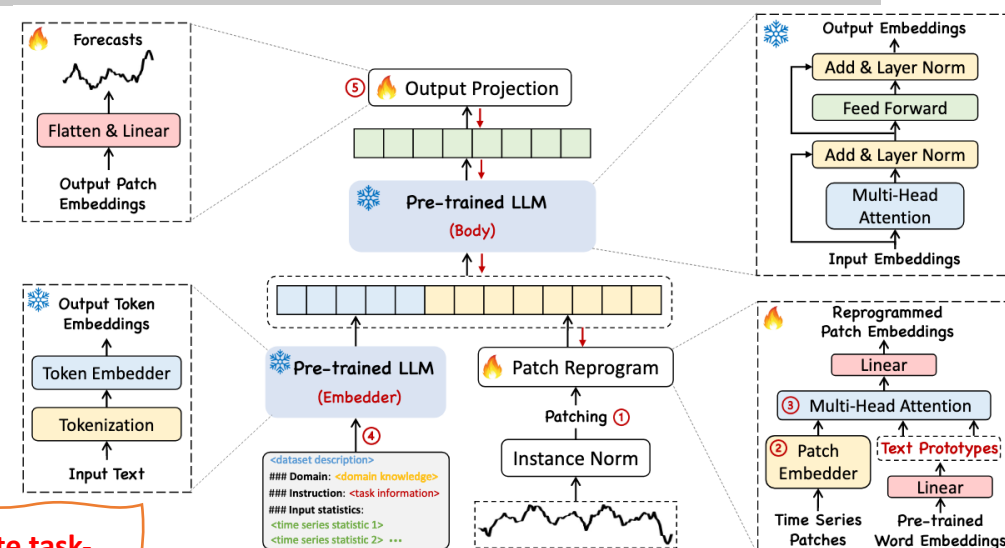 Forecasts
Flatten & Linear
Output Patch
Embeddings
⑤ Output Projection
Pre-trained LLM
(Body)
Output Embeddings
Add & Layer Norm
Feed Forward
Add & Layer Norm
Multi-Head
Attention
Input Embeddings
Output Token
Embeddings
Token Embedder
Tokenization
Input Text
Pre-trained LLM
(Embedder)
④
<dataset description>
### Domain: <domain knowledge>
### Instruction: <task information>
### Input statistics:
<time series statistic 1>
<time series statistic 2> •••
Patch Reprogram
Patching ①
Instance Norm
Reprogrammed
Patch Embeddings
Linear
③ Multi-Head Attention
② Patch
Embedder
Text Prototypes
Linear
Time Series
Patches
Pre-trained
Word Embeddings
task-